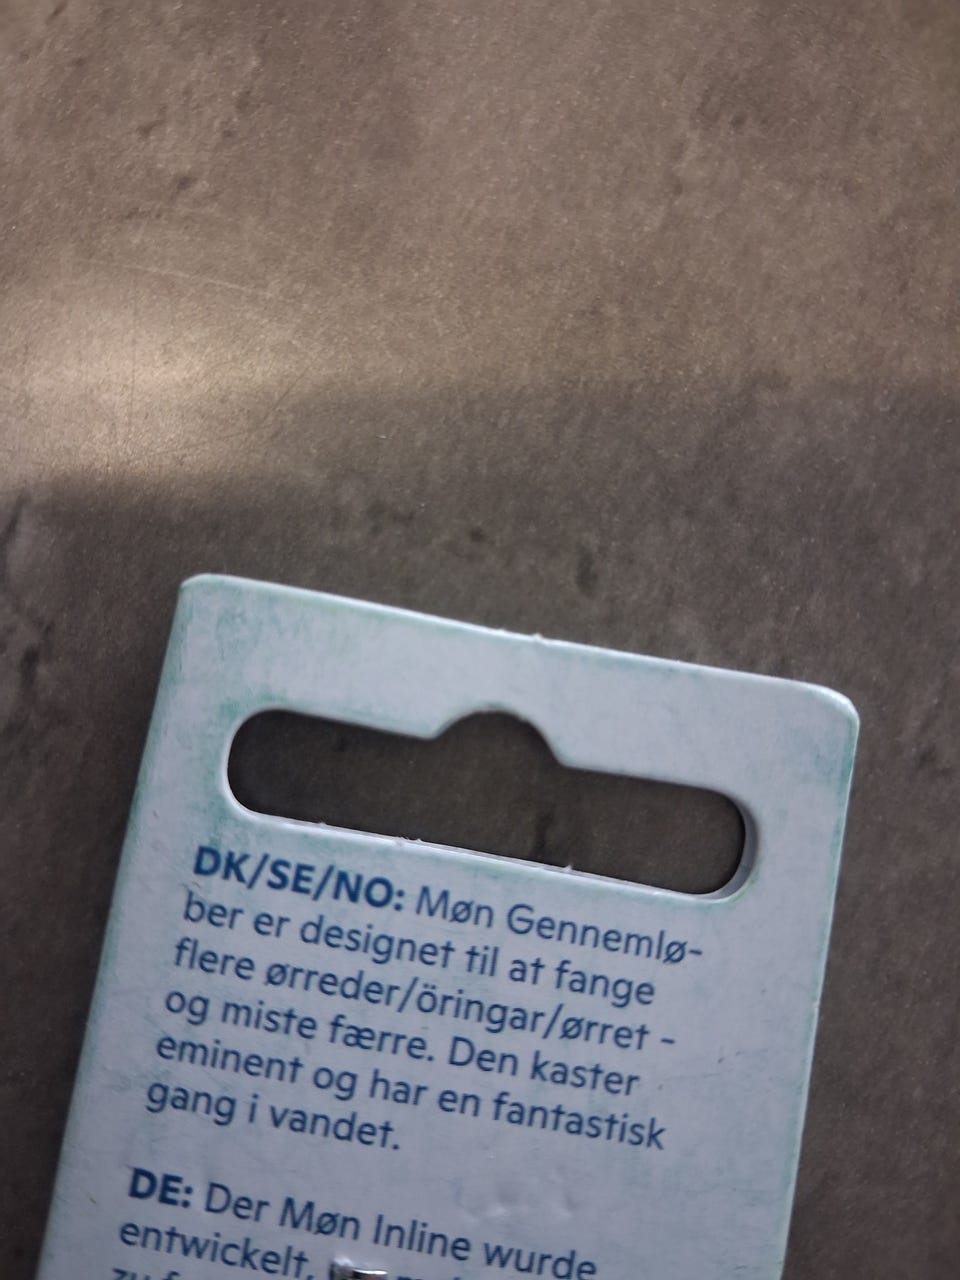 DK/SE/NO: Møn Gennemlø-
ber er designet til at fange
flere ørreder/öringar/ørret -
og miste færre. Den kaster
eminent og har en fantastisk
gang i vandet.
DE: Der Møn Inline wurde
entwickelt,
zu